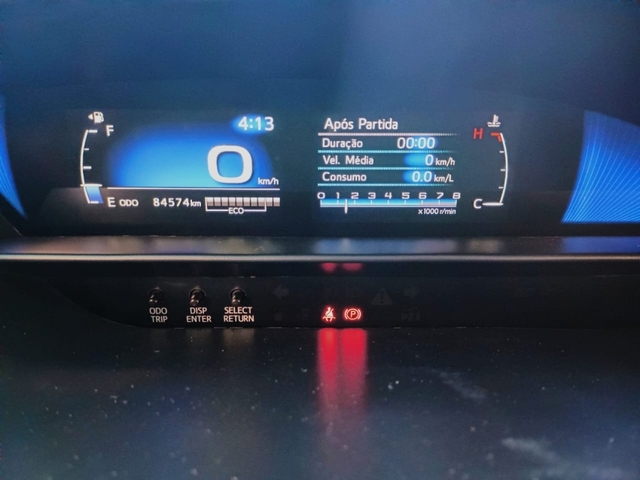 F
4:13
0
km/h
E ODO 84574km
ECO
Após Partida
Duração 00:00
Vel. Média 0 km/h
Consumo 0.0 km/L
0 1 2 3 4 5 6 7 8
x1000 r/min
H
C
ODO TRIP
DISP ENTER
SELECT RETURN
P